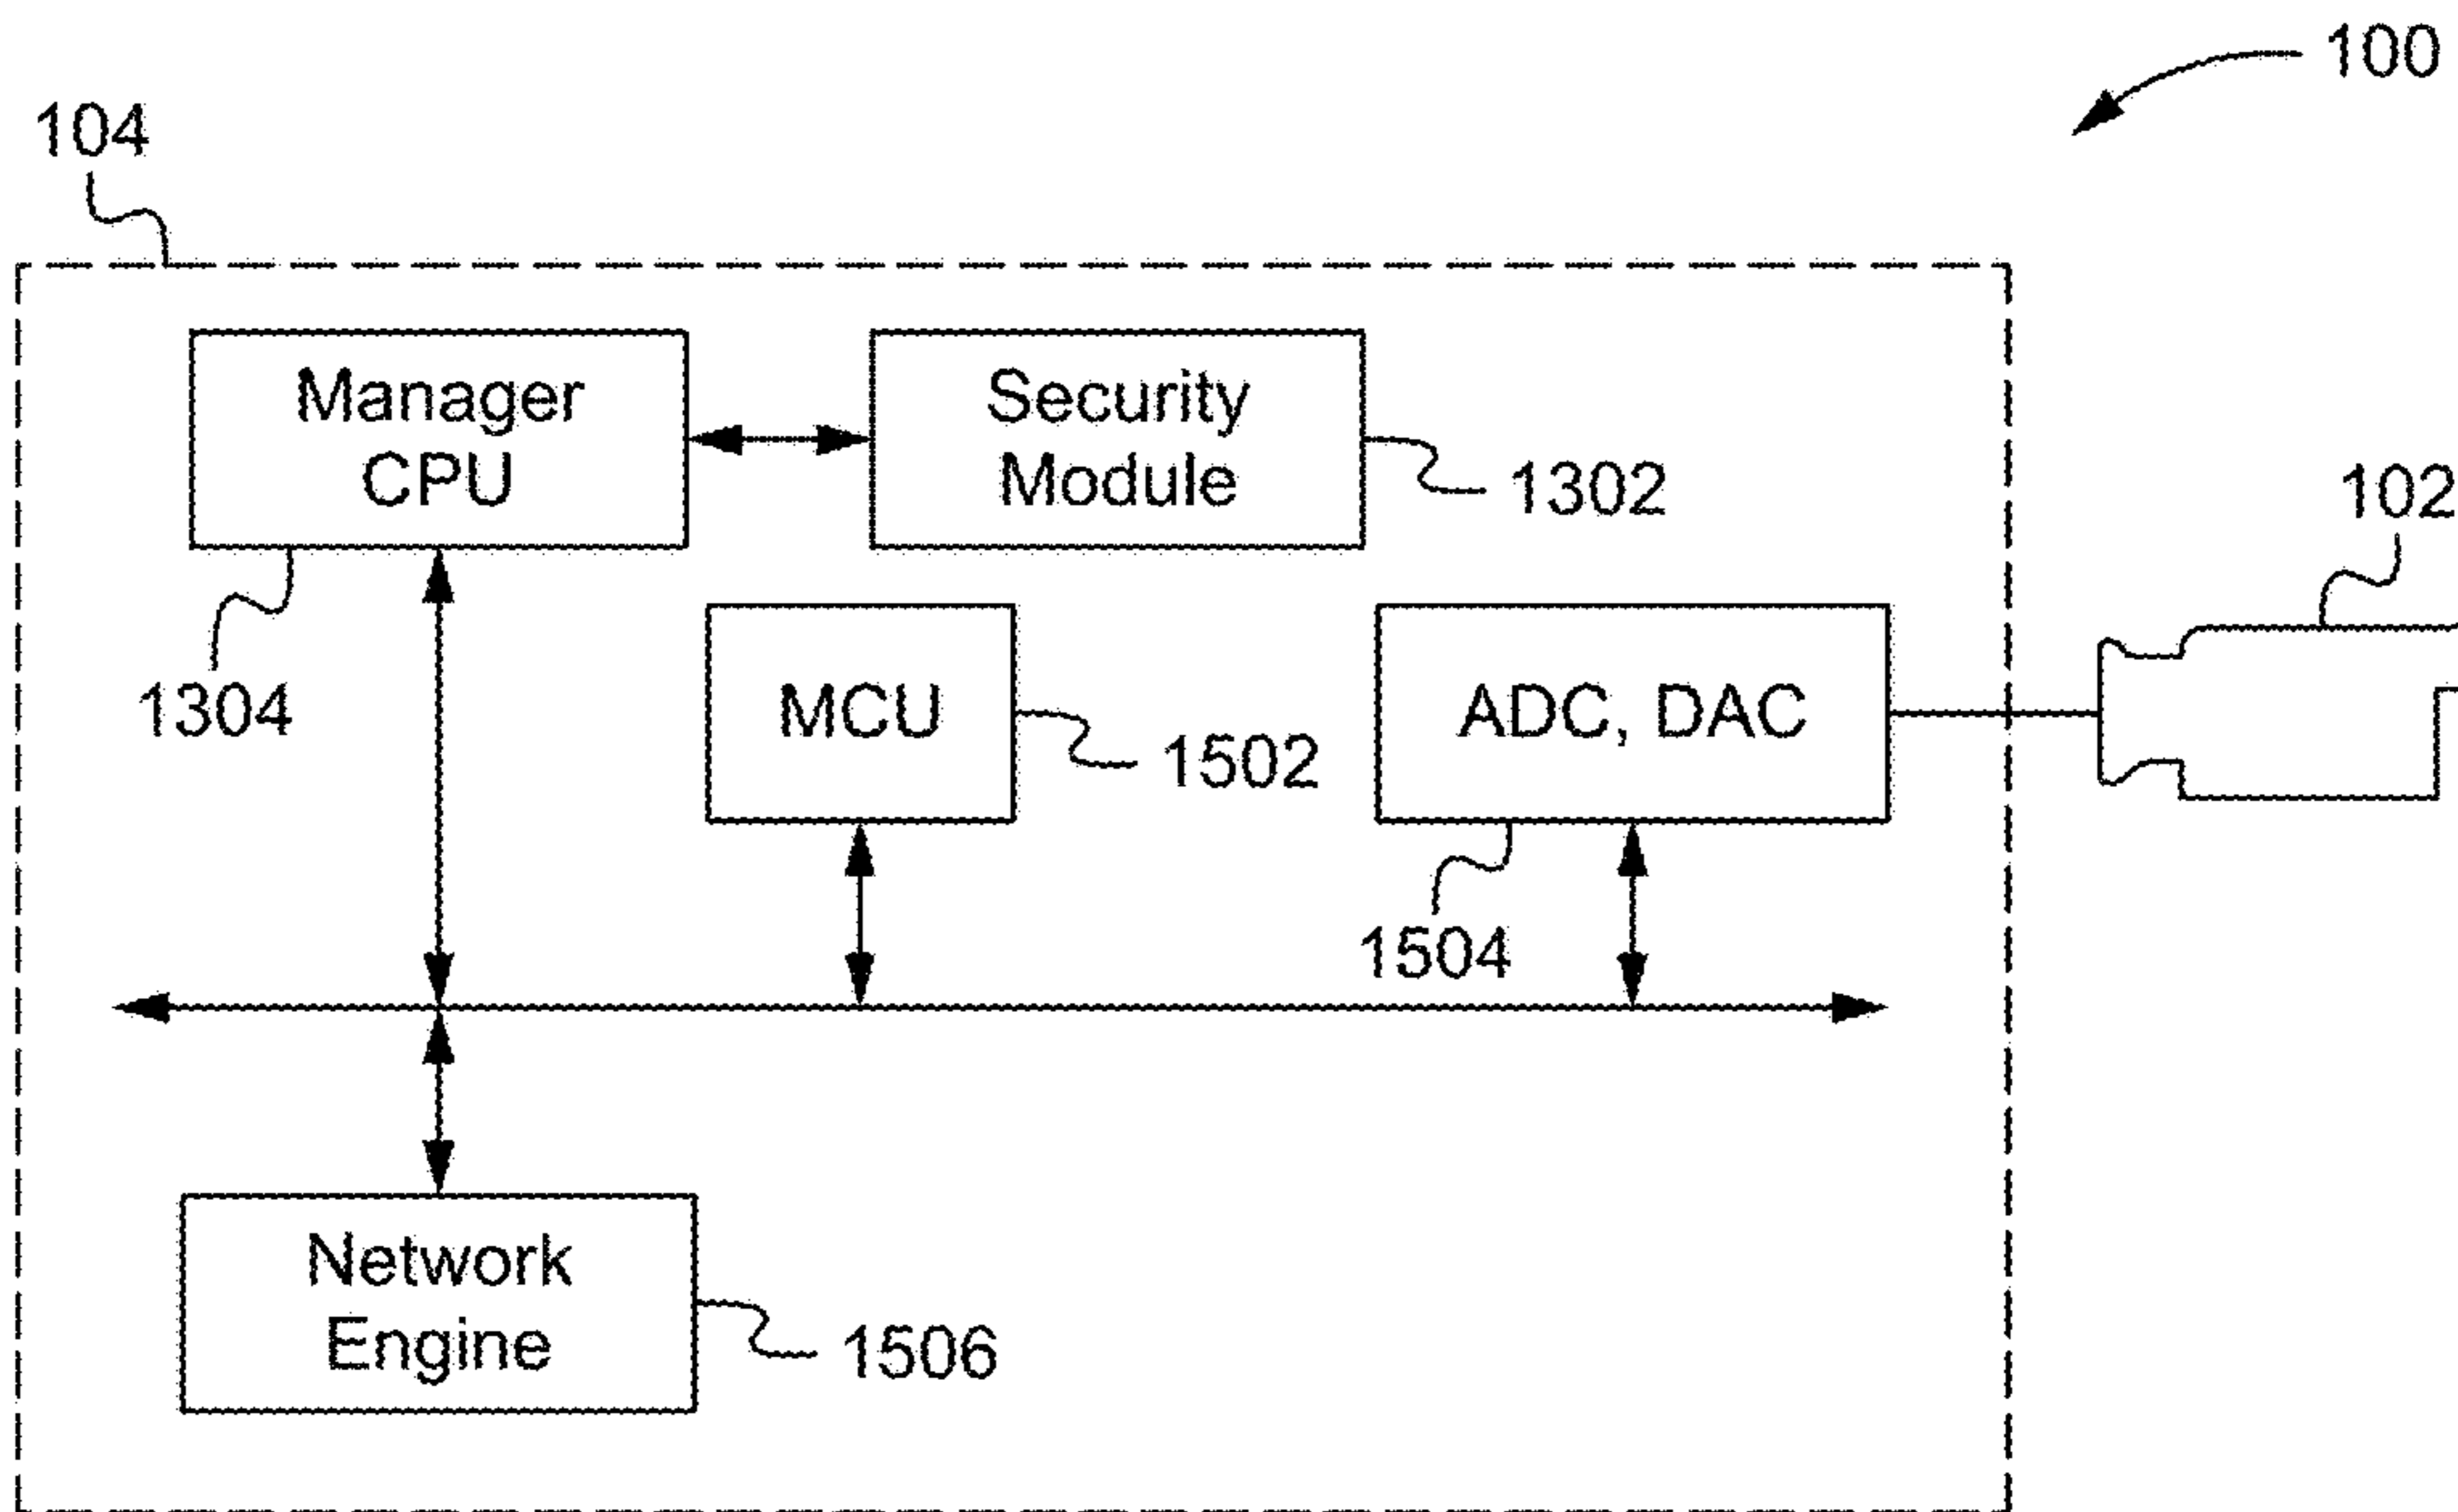 100
104
Manager
CPU
Security
Module
1302
102
1304
MCU
1502
ADC, DAC
1504
Network
Engine
1506